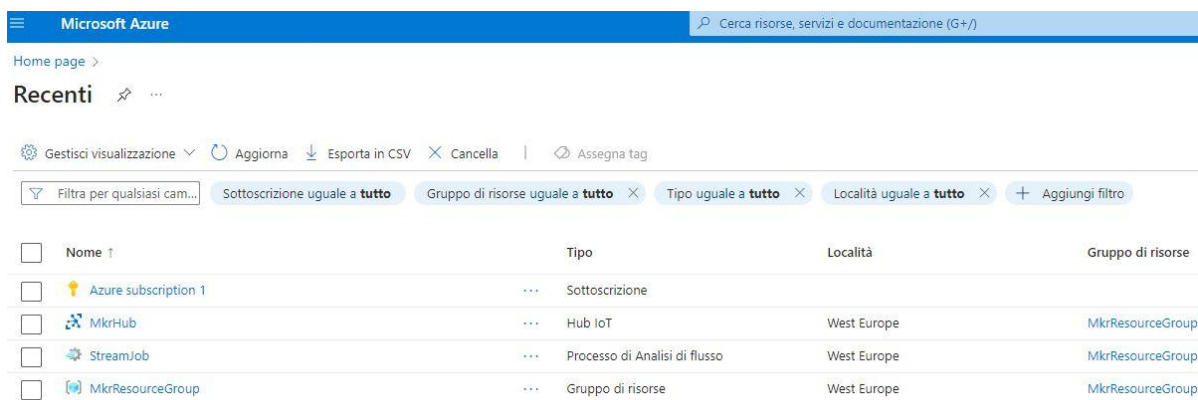 Microsoft Azure Cerca risorse, servizi e documentazione (G+/)
Home page >
Recenti ...
Gestisci visualizzazione Aggiorna Esporta in CSV Cancella | Assegna tag
Filtra per qualsiasi cam... Sottoscrizione uguale a tutto Gruppo di risorse uguale a tutto Tipo uguale a tutto Località uguale a tutto Aggiungi filtro
Nome ↑ Tipo Località Gruppo di risorse
Azure subscription 1 ... Sottoscrizione
MkrHub ... Hub IoT West Europe MkrResourceGroup
StreamJob ... Processo di Analisi di flusso West Europe MkrResourceGroup
MkrResourceGroup ... Gruppo di risorse West Europe MkrResourceGroup